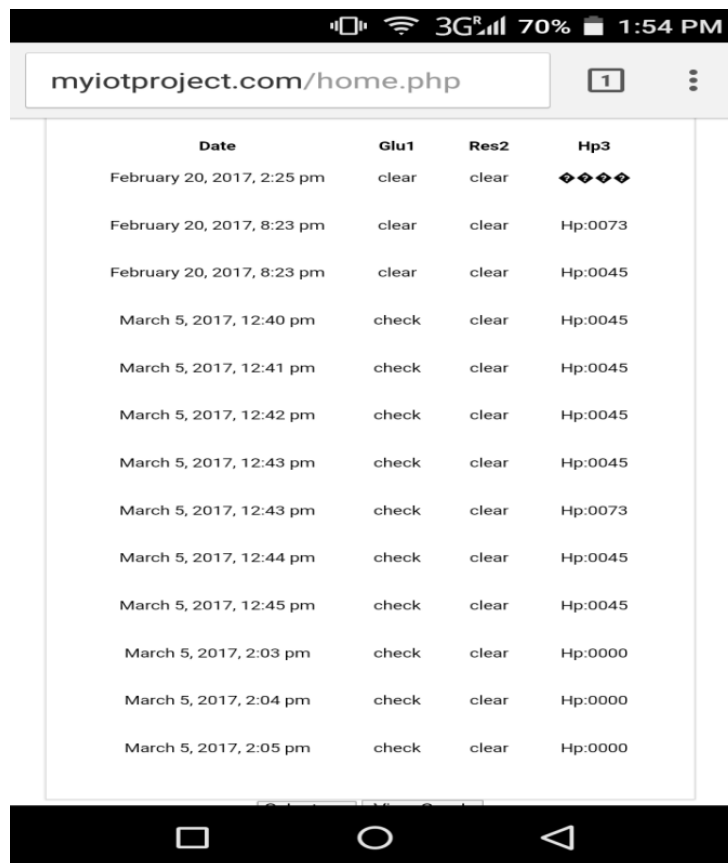 3G R 70% 1:54 PM
myiotproject.com/home.php 1
Date Glu1 Res2 Hp3
February 20, 2017, 2:25 pm clear clear ����
February 20, 2017, 8:23 pm clear clear Hp:0073
February 20, 2017, 8:23 pm clear clear Hp:0045
March 5, 2017, 12:40 pm check clear Hp:0045
March 5, 2017, 12:41 pm check clear Hp:0045
March 5, 2017, 12:42 pm check clear Hp:0045
March 5, 2017, 12:43 pm check clear Hp:0045
March 5, 2017, 12:43 pm check clear Hp:0073
March 5, 2017, 12:44 pm check clear Hp:0045
March 5, 2017, 12:45 pm check clear Hp:0045
March 5, 2017, 2:03 pm check clear Hp:0000
March 5, 2017, 2:04 pm check clear Hp:0000
March 5, 2017, 2:05 pm check clear Hp:0000